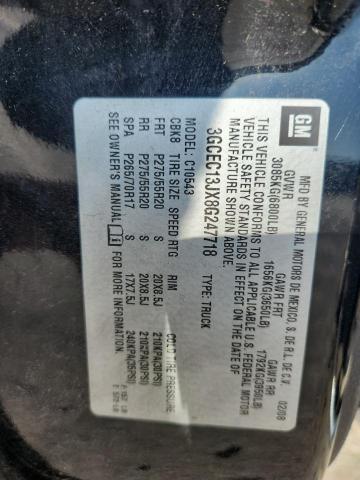 GM
MFD BY GENERAL MOTORS DE MEXICO, S. DE R.L. DE C.V. 02/08
GVWR GAWR FRT GAWR RR
3085KG(6800LB) 1656KG(3650LB) 1792KG(3950LB)
THIS VEHICLE CONFORMS TO ALL APPLICABLE U.S. FEDERAL MOTOR
VEHICLE SAFETY STANDARDS IN EFFECT ON THE DATE OF
MANUFACTURE SHOWN ABOVE.
3GCEC13JX8G247718 TYPE: TRUCK
MODEL: C10543
CBK8 TIRE SIZE SPEED RTG RIM COLD TIRE PRESSURE
FRT P275/55R20 S 20X8.5J 210KPA(30PSI)
RR P275/55R20 S 20X8.5J 210KPA(30PSI)
SPA P265/70R17 S 17X7.5J 240KPA(35PSI)
SEE OWNER'S MANUAL FOR MORE INFORMATION.